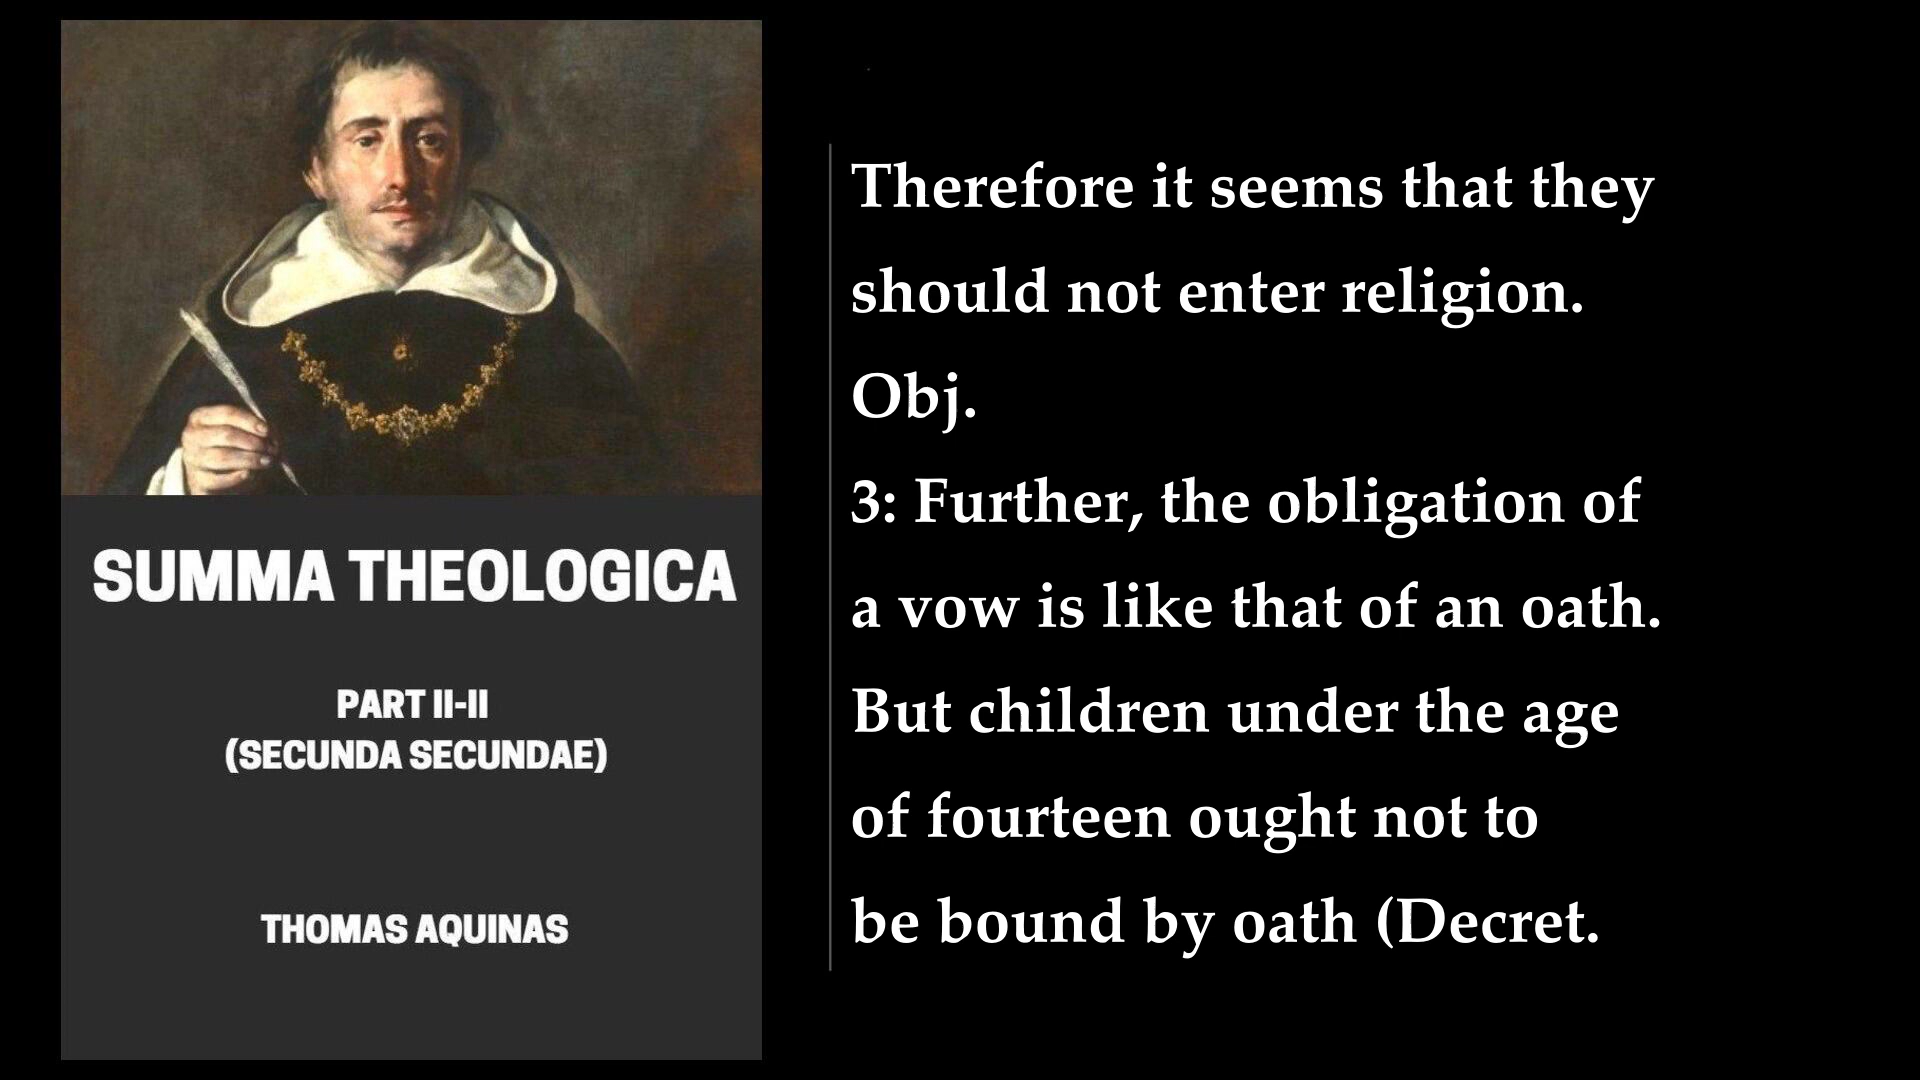 SUMMA THEOLOGICA
PART II-II
(SECUNDA SECUNDAE)
THOMAS AQUINAS
Therefore it seems that they
should not enter religion.
Obj.
3: Further, the obligation of
a vow is like that of an oath.
But children under the age
of fourteen ought not to
be bound by oath (Decret.